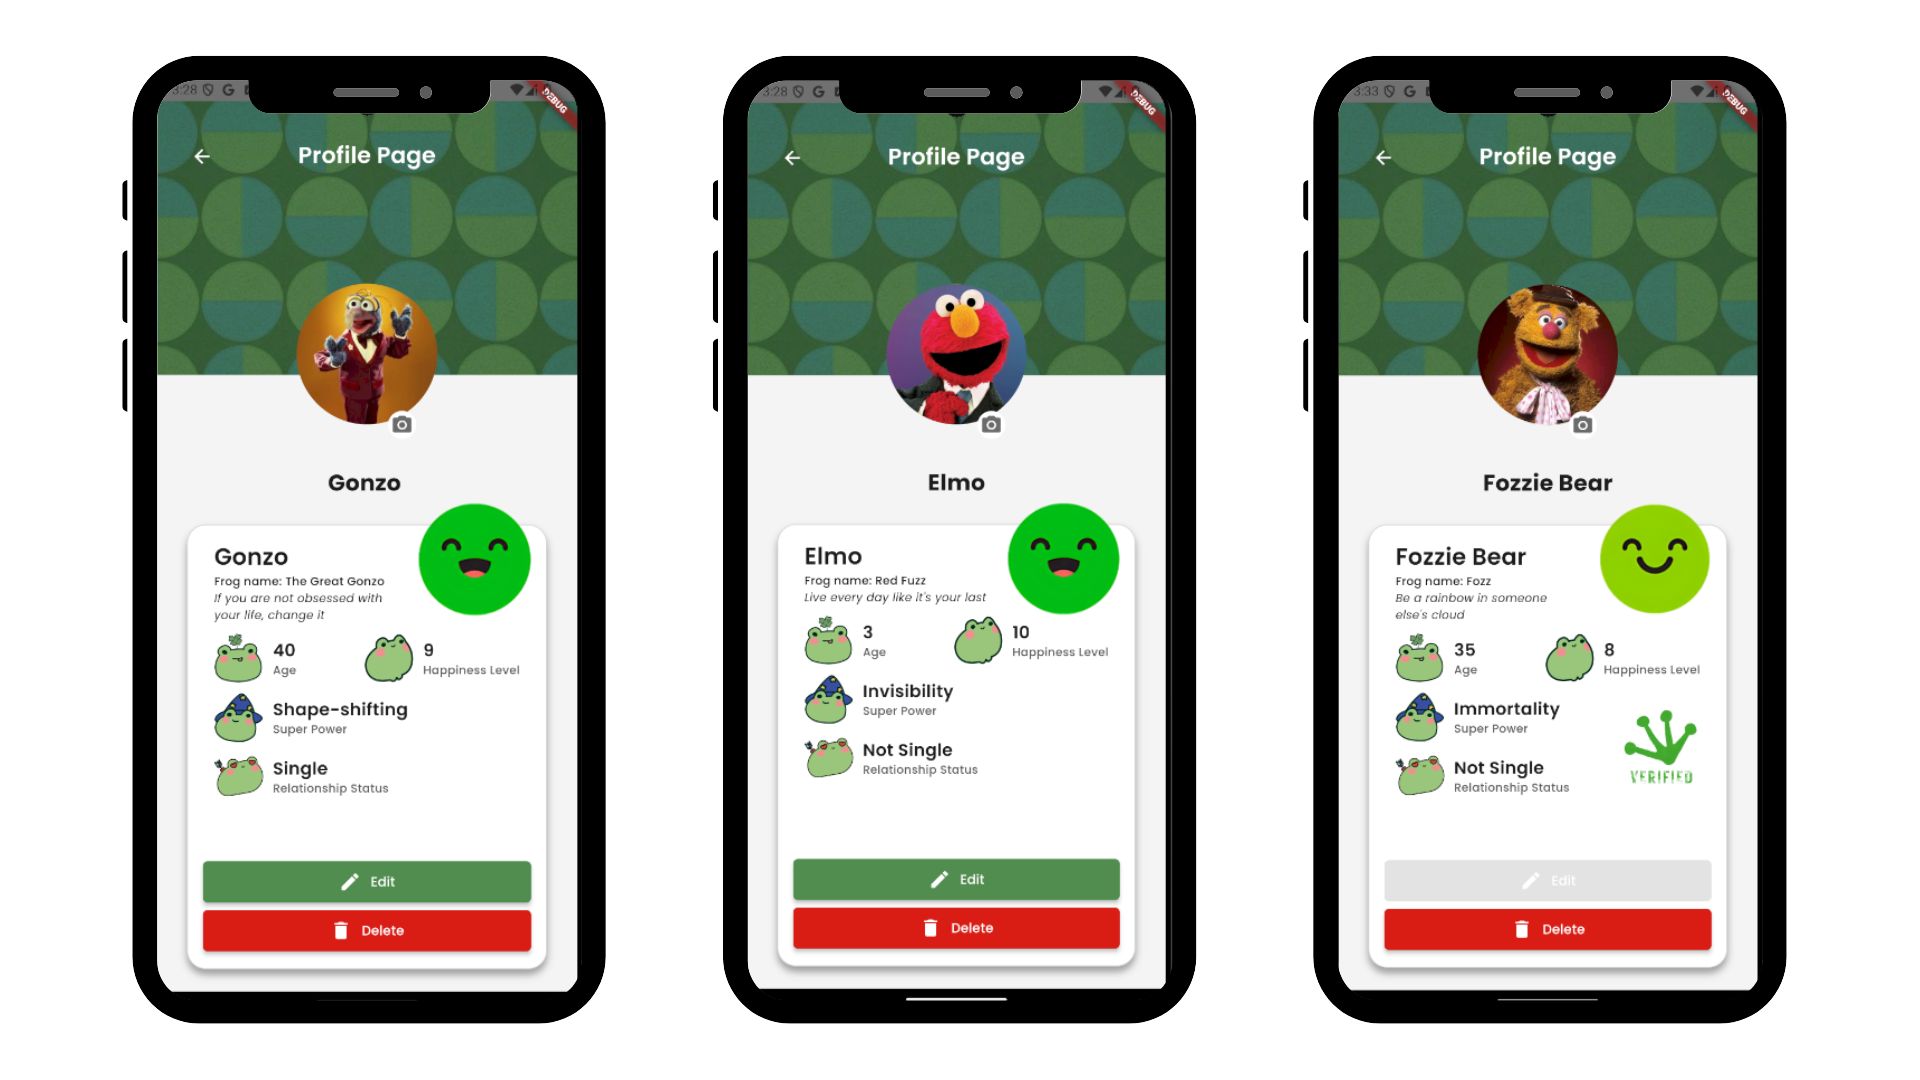 3:28 G
DEBUG
Profile Page
Gonzo
Gonzo
Frog name: The Great Gonzo
If you are not obsessed with
your life, change it
40
Age
9
Happiness Level
Shape-shifting
Super Power
Single
Relationship Status
Edit
Delete
3:28 G
DEBUG
Profile Page
Elmo
Elmo
Frog name: Red Fuzz
Live every day like it's your last
3
Age
10
Happiness Level
Invisibility
Super Power
Not Single
Relationship Status
Edit
Delete
3:33 G
DEBUG
Profile Page
Fozzie Bear
Fozzie Bear
Frog name: Fozz
Be a rainbow in someone
else's cloud
35
Age
8
Happiness Level
Immortality
Super Power
Not Single
Relationship Status
VERIFIED
Edit
Delete